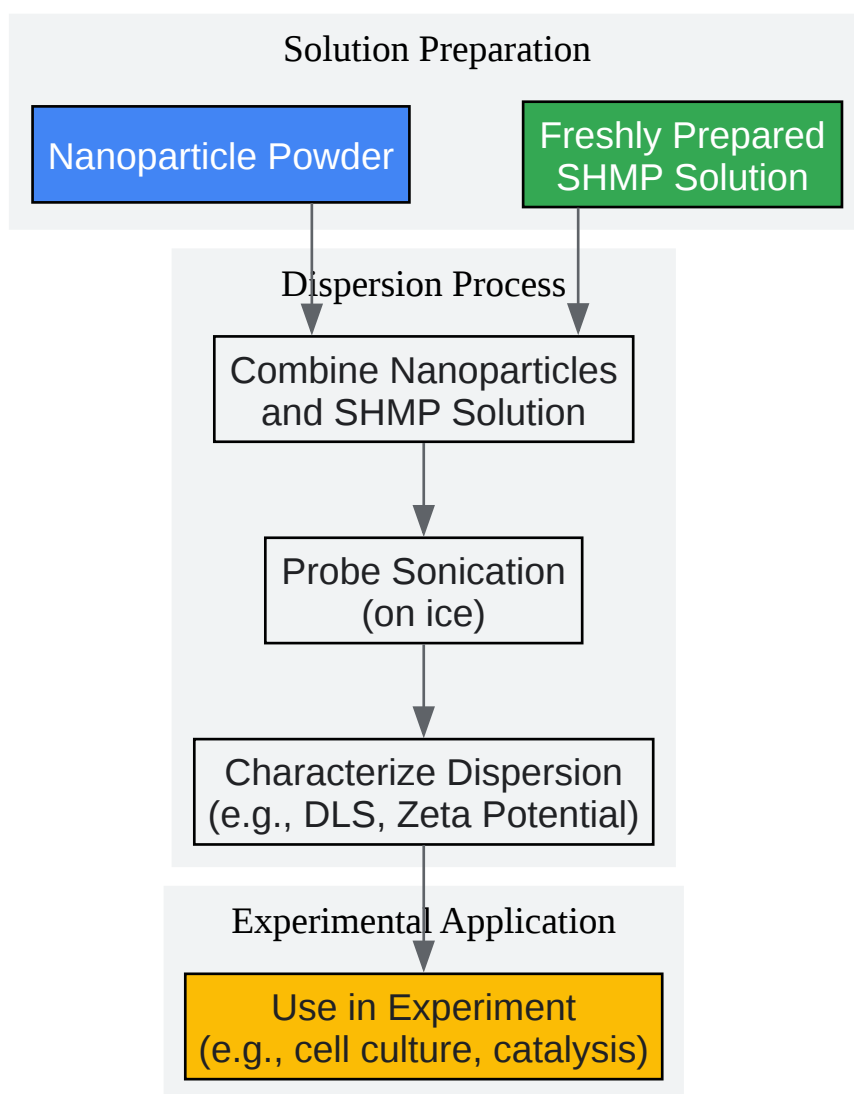 Solution Preparation
Nanoparticle Powder
Freshly Prepared
SHMP Solution
Dispersion Process
Combine Nanoparticles
and SHMP Solution
Probe Sonication
(on ice)
Characterize Dispersion
(e.g., DLS, Zeta Potential)
Experimental Application
Use in Experiment
(e.g., cell culture, catalysis)